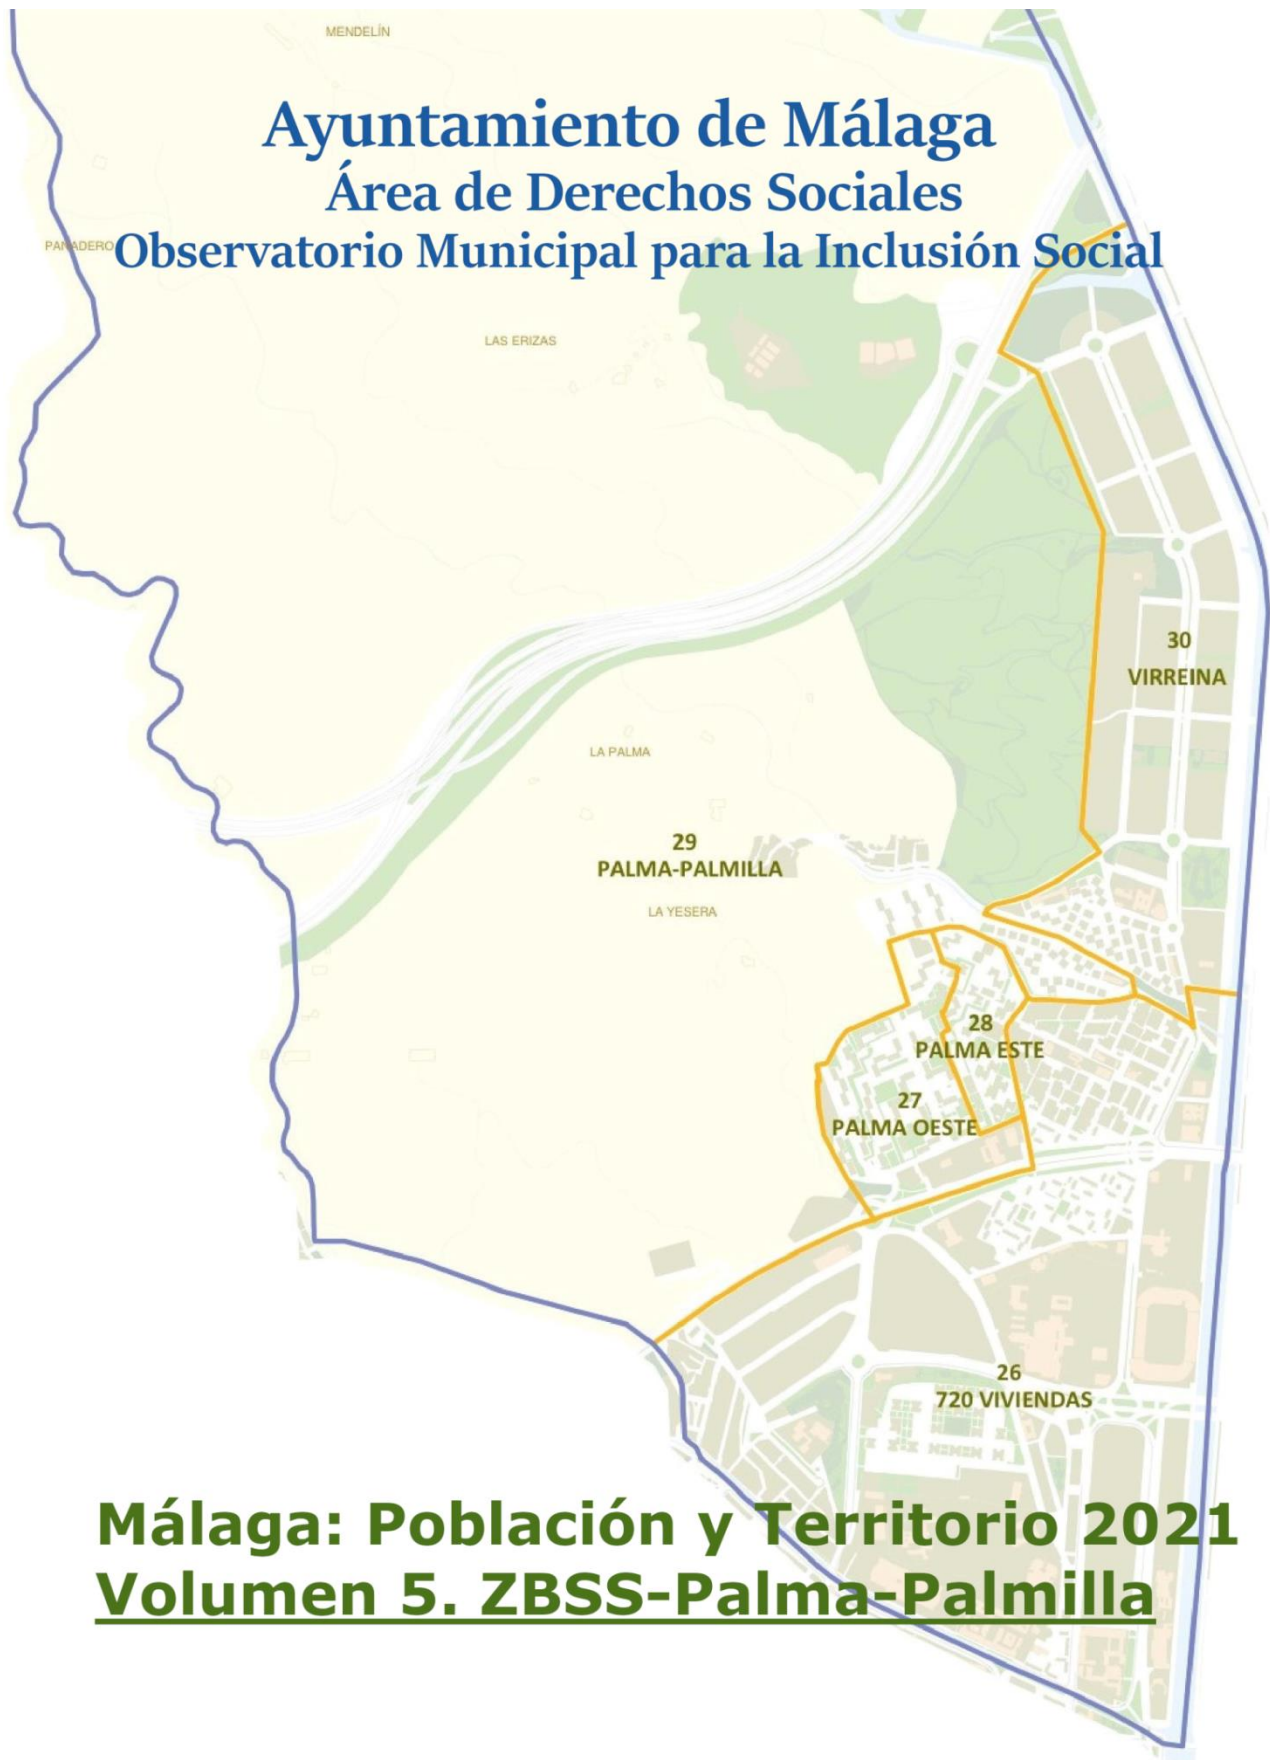 MENDELÍN
Ayuntamiento de Málaga
Área de Derechos Sociales
PANADERO
Observatorio Municipal para la Inclusión Social
LAS ERIZAS
30
VIRREINA
LA PALMA
29
PALMA-PALMILLA
LA YESERA
28
PALMA ESTE
27
PALMA OESTE
26
720 VIVIENDAS
Málaga: Población y Territorio 2021
Volumen 5. ZBSS-Palma-Palmilla